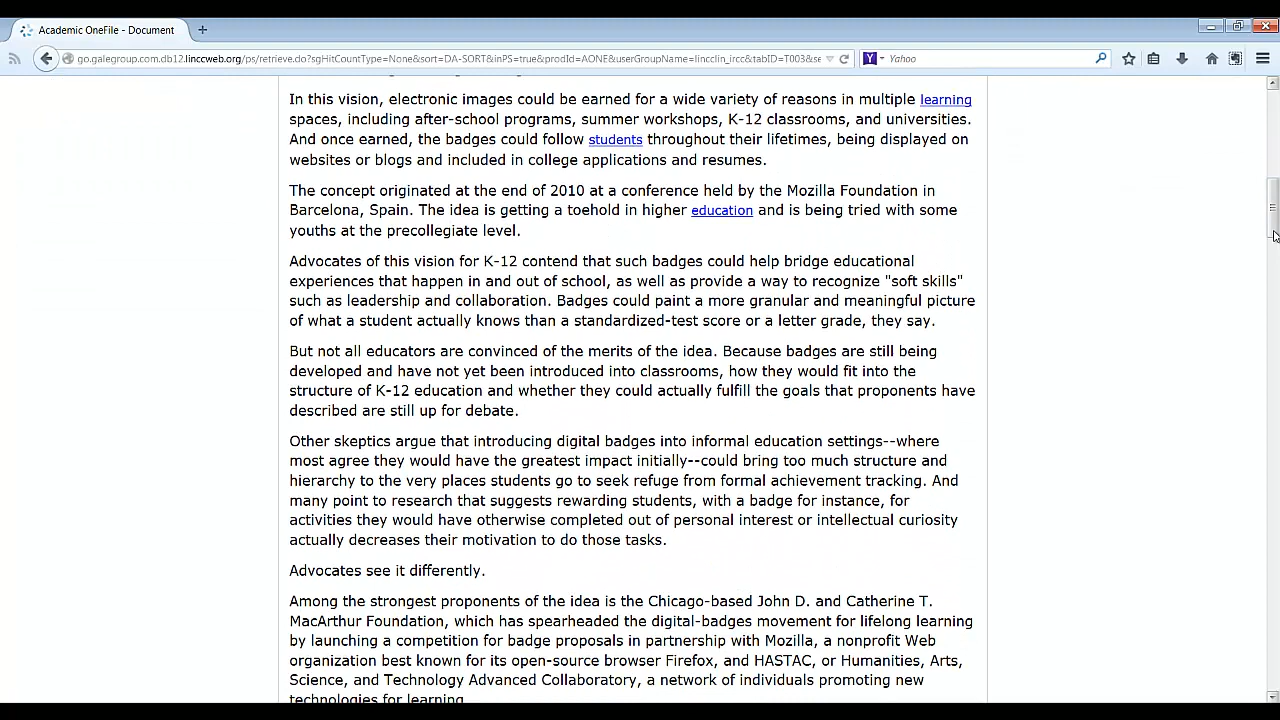 Academic OneFile - Document
go.galegroup.com.db12.linccweb.org/ps/retrieve.do?sgHitCountType=None&sort=DA-SORT&inPS=true&prodId=AONE&userGroupName=lincclin_ircc&tabID=T003&se
Yahoo
In this vision, electronic images could be earned for a wide variety of reasons in multiple learning
spaces, including after-school programs, summer workshops, K-12 classrooms, and universities.
And once earned, the badges could follow students throughout their lifetimes, being displayed on
websites or blogs and included in college applications and resumes.
The concept originated at the end of 2010 at a conference held by the Mozilla Foundation in
Barcelona, Spain. The idea is getting a toehold in higher education and is being tried with some
youths at the precollegiate level.
Advocates of this vision for K-12 contend that such badges could help bridge educational
experiences that happen in and out of school, as well as provide a way to recognize "soft skills"
such as leadership and collaboration. Badges could paint a more granular and meaningful picture
of what a student actually knows than a standardized-test score or a letter grade, they say.
But not all educators are convinced of the merits of the idea. Because badges are still being
developed and have not yet been introduced into classrooms, how they would fit into the
structure of K-12 education and whether they could actually fulfill the goals that proponents have
described are still up for debate.
Other skeptics argue that introducing digital badges into informal education settings--where
most agree they would have the greatest impact initially--could bring too much structure and
hierarchy to the very places students go to seek refuge from formal achievement tracking. And
many point to research that suggests rewarding students, with a badge for instance, for
activities they would have otherwise completed out of personal interest or intellectual curiosity
actually decreases their motivation to do those tasks.
Advocates see it differently.
Among the strongest proponents of the idea is the Chicago-based John D. and Catherine T.
MacArthur Foundation, which has spearheaded the digital-badges movement for lifelong learning
by launching a competition for badge proposals in partnership with Mozilla, a nonprofit Web
organization best known for its open-source browser Firefox, and HASTAC, or Humanities, Arts,
Science, and Technology Advanced Collaboratory, a network of individuals promoting new
technologies for learning.